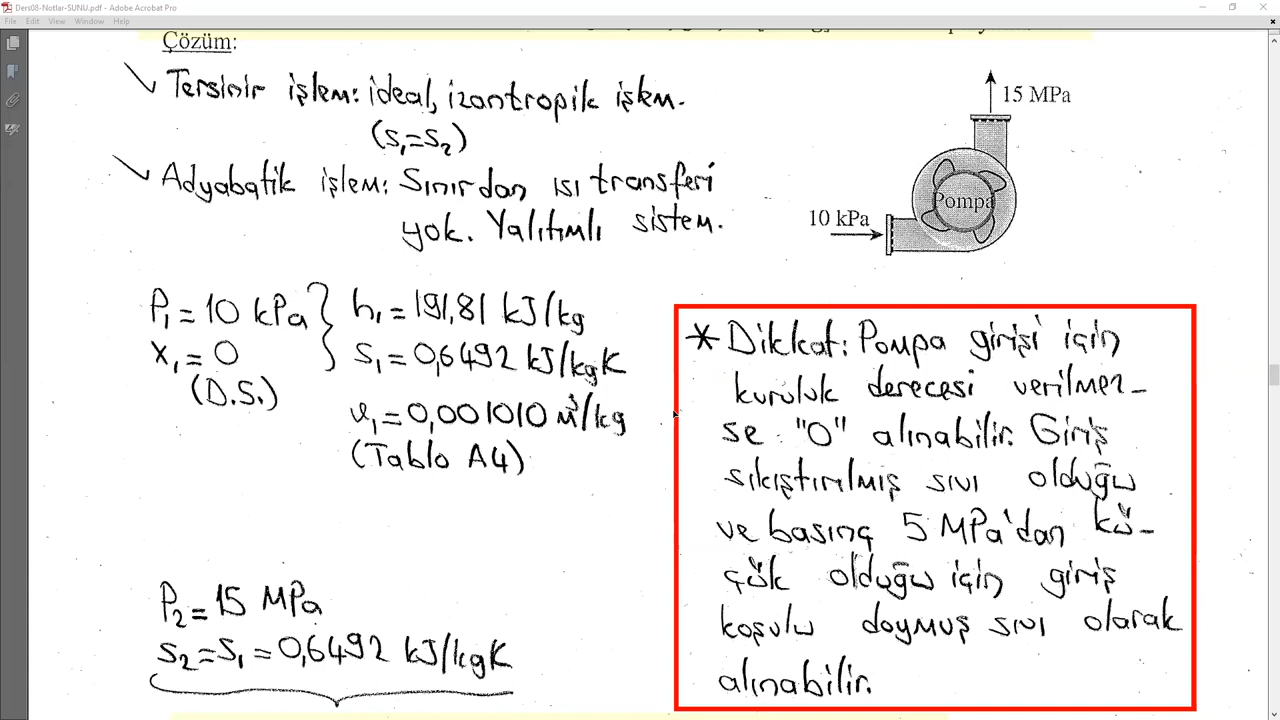 Ders08-Notlar-SUNU.pdf - Adobe Acrobat Pro
File Edit View Window Help
Çözüm:
Tersinir işlem: ideal, izantropik işlem.
(s₁=s₂)
Adyabatik işlem: Sınırdan ısı transferi
yok. Yalıtımlı sistem.
15 MPa
Pompa
10 kPa
P₁ = 10 kPa } h₁ = 191,81 kJ/kg
x₁ = 0 s₁ = 0,6492 kJ/kgK
(D.S.)
v₁ = 0,001010 m³/kg
(Tablo A4)
P₂ = 15 MPa
s₂ = s₁ = 0,6492 kJ/kgK
* Dikkat: Pompa girişi için
kuruluk derecesi verilmez-
se "0" alınabilir. Giriş
sıkıştırılmış sıvı olduğu
ve basınç 5 MPa'dan kü-
çük olduğu için giriş
koşulu doymuş sıvı olarak
alınabilir.